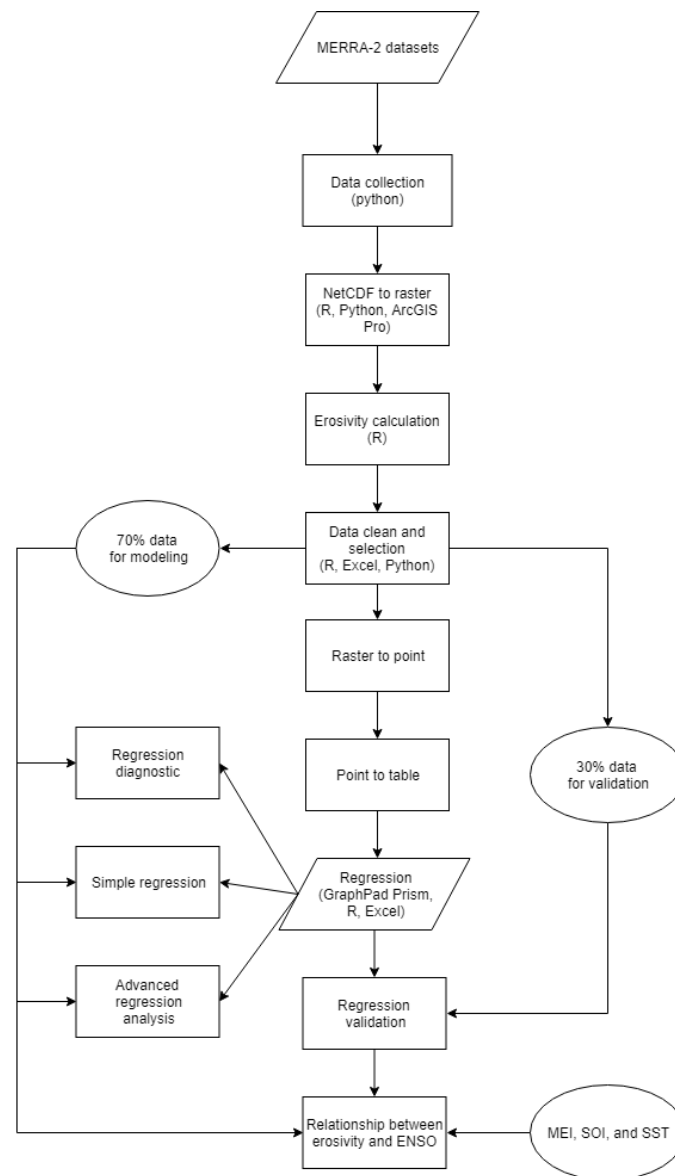 MERRA-2 datasets
Data collection
(python)
NetCDF to raster
(R, Python, ArcGIS
Pro)
Erosivity calculation
(R)
70% data
for modeling
Data clean and
selection
(R, Excel, Python)
Raster to point
Regression
diagnostic
Point to table
30% data
for validation
Simple regression
Regression
(GraphPad Prism,
R, Excel)
Advanced
regression
analysis
Regression
validation
Relationship between
erosivity and ENSO
MEI, SOI, and SST